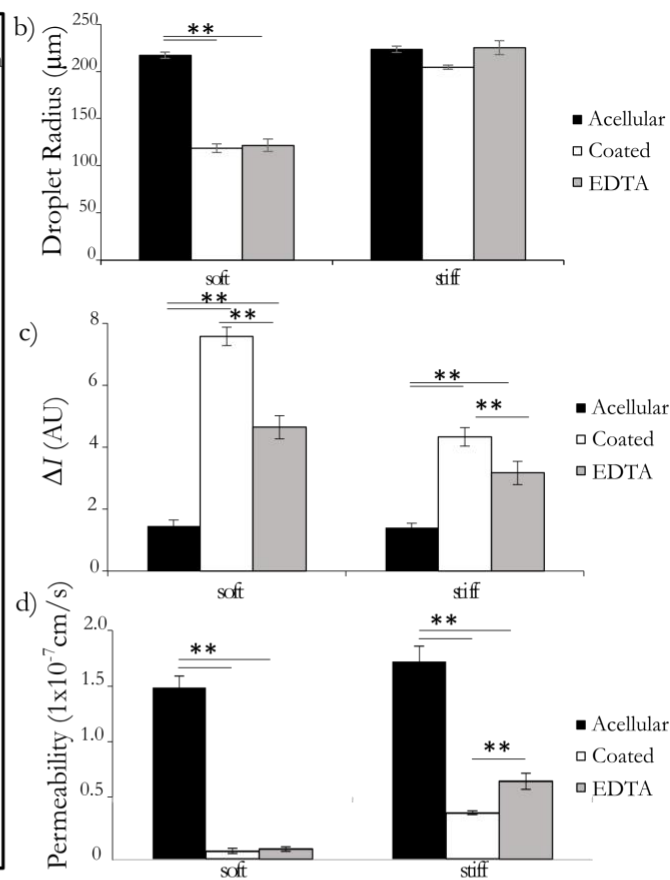 b)
Droplet Radius (μm)
250
200
150
100
50
0
**
soft
stiff
Acellular
Coated
EDTA
c)
ΔI (AU)
8
6
4
2
0
**
**
**
**
soft
stiff
Acellular
Coated
EDTA
d)
Permeability (1x10⁻⁷cm/s)
2.0
1.5
1.0
0.5
0
**
**
**
soft
stiff
Acellular
Coated
EDTA